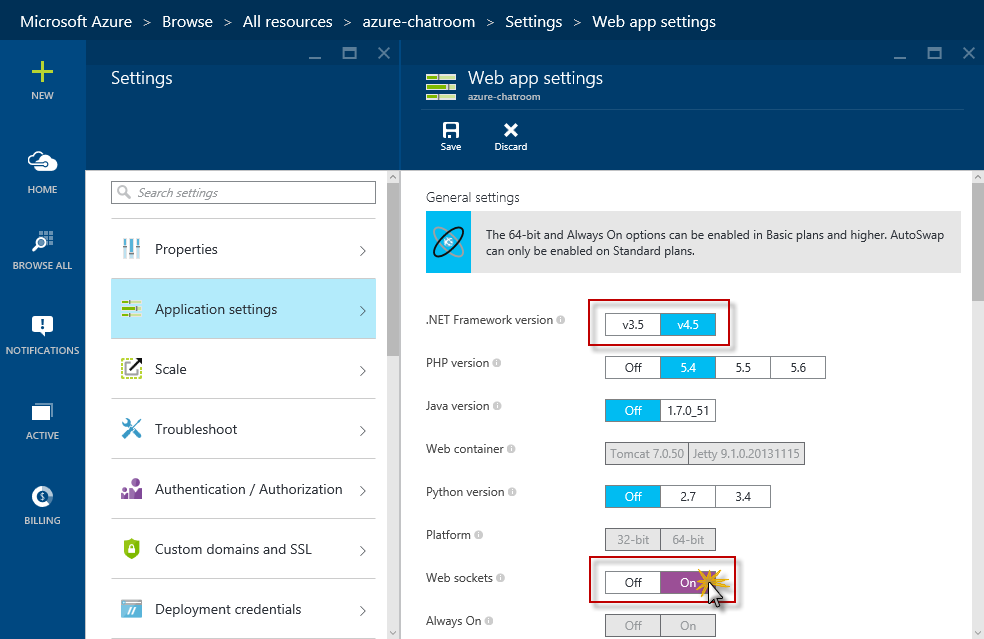 Microsoft Azure > Browse > All resources > azure-chatroom > Settings > Web app settings
NEW
HOME
BROWSE ALL
NOTIFICATIONS
ACTIVE
BILLING
Settings
Search settings
Properties
Application settings
Scale
Troubleshoot
Authentication / Authorization
Custom domains and SSL
Deployment credentials
Web app settings
azure-chatroom
Save Discard
General settings
The 64-bit and Always On options can be enabled in Basic plans and higher. AutoSwap
can only be enabled on Standard plans.
.NET Framework version v3.5 v4.5
PHP version Off 5.4 5.5 5.6
Java version Off 1.7.0_51
Web container Tomcat 7.0.50 Jetty 9.1.0.20131115
Python version Off 2.7 3.4
Platform 32-bit 64-bit
Web sockets Off On
Always On Off On